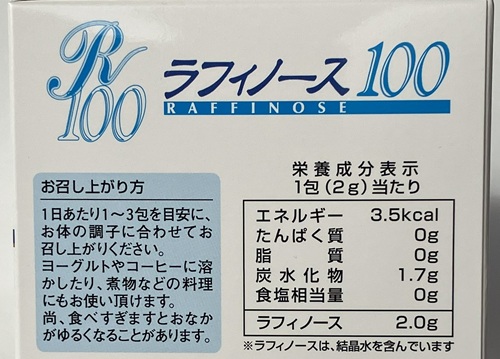 R
100
ラフィノース100
RAFFINOSE
お召し上がり方
1日あたり1～3包を目安に、
お体の調子に合わせてお
召し上がりください。
ヨーグルトやコーヒーに溶
かしたり、煮物などの料理
にもお使い頂けます。
尚、食べすぎますとおなか
がゆるくなることがあります。
栄養成分表示
1包(2g)当たり
エネルギー 3.5kcal
たんぱく質 0g
脂質 0g
炭水化物 1.7g
食塩相当量 0g
ラフィノース 2.0g
※ラフィノースは、結晶水を含んでいます